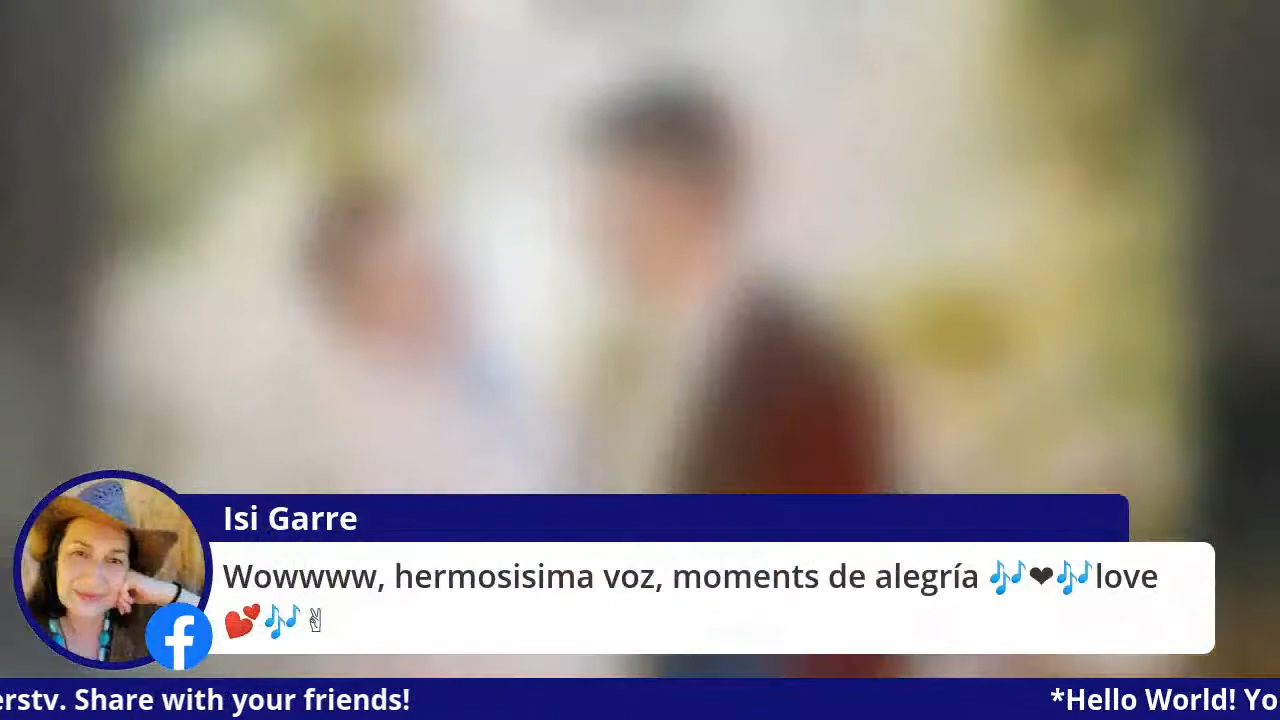 Isi Garre
Wowwww, hermosisima voz, moments de alegría 🎶❤🎶love
💕🎶✌
erstv. Share with your friends! *Hello World! Yo